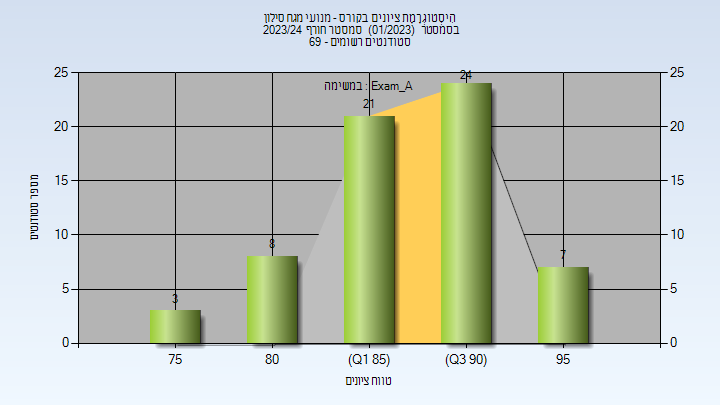 היסטוגרמת ציונים בקורס - מנועי מגח סילון
בסמסטר (01/2023) סמסטר חורף 2023/24
סטודנטים רשומים - 69
במשימה : Exam_A
מספר סטודנטים
25
20
15
10
5
0
25
20
15
10
5
0
3
8
21
24
7
75
80
(Q1 85)
(Q3 90)
95
טווח ציונים